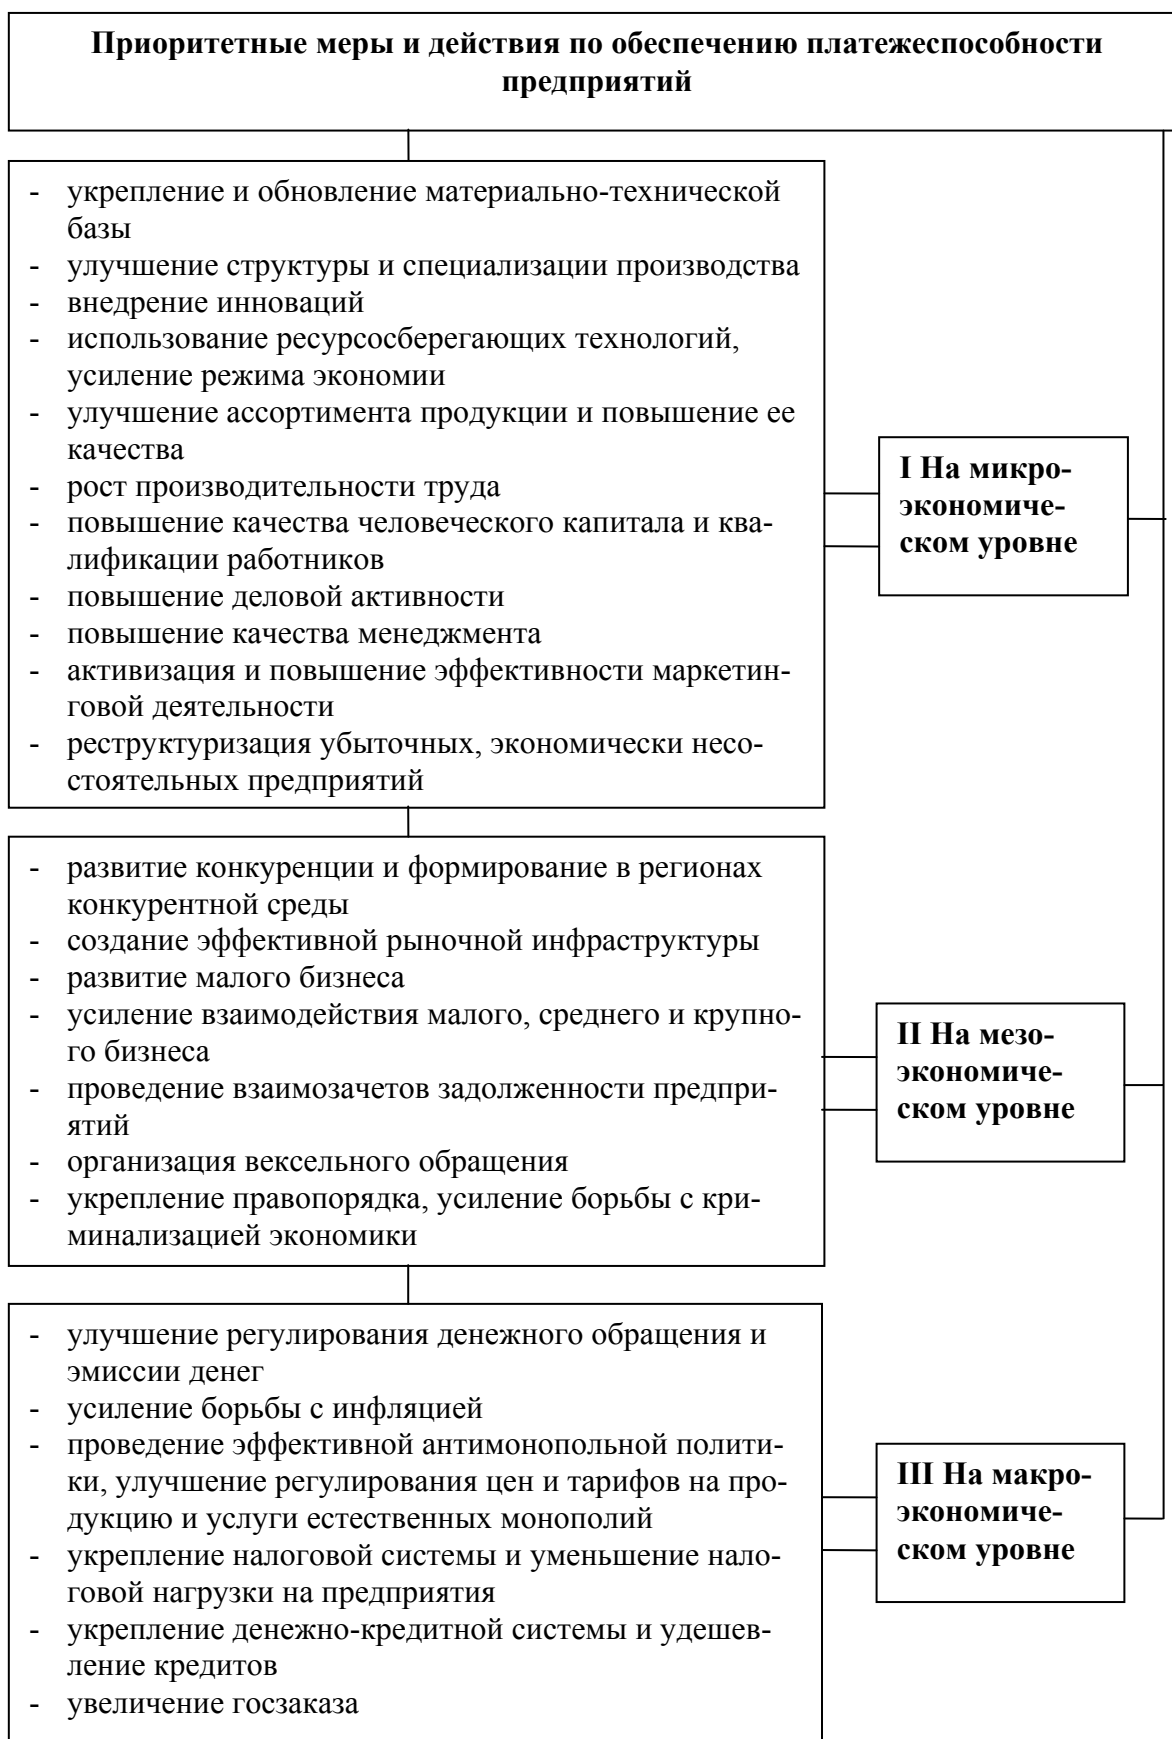 Приоритетные меры и действия по обеспечению платежеспособности
предприятий
- укрепление и обновление материально-технической
базы
- улучшение структуры и специализации производства
- внедрение инноваций
- использование ресурсосберегающих технологий,
усиление режима экономии
- улучшение ассортимента продукции и повышение ее
качества
- рост производительности труда
- повышение качества человеческого капитала и ква-
лификации работников
- повышение деловой активности
- повышение качества менеджмента
- активизация и повышение эффективности маркетин-
говой деятельности
- реструктуризация убыточных, экономически несо-
стоятельных предприятий
I На микро-
экономиче-
ском уровне
- развитие конкуренции и формирование в регионах
конкурентной среды
- создание эффективной рыночной инфраструктуры
- развитие малого бизнеса
- усиление взаимодействия малого, среднего и крупно-
го бизнеса
- проведение взаимозачетов задолженности предпри-
ятий
- организация вексельного обращения
- укрепление правопорядка, усиление борьбы с кри-
минализацией экономики
II На мезо-
экономиче-
ском уровне
- улучшение регулирования денежного обращения и
эмиссии денег
- усиление борьбы с инфляцией
- проведение эффективной антимонопольной полити-
ки, улучшение регулирования цен и тарифов на про-
дукцию и услуги естественных монополий
- укрепление налоговой системы и уменьшение нало-
говой нагрузки на предприятия
- укрепление денежно-кредитной системы и удешев-
ление кредитов
- увеличение госзаказа
III На макро-
экономиче-
ском уровне